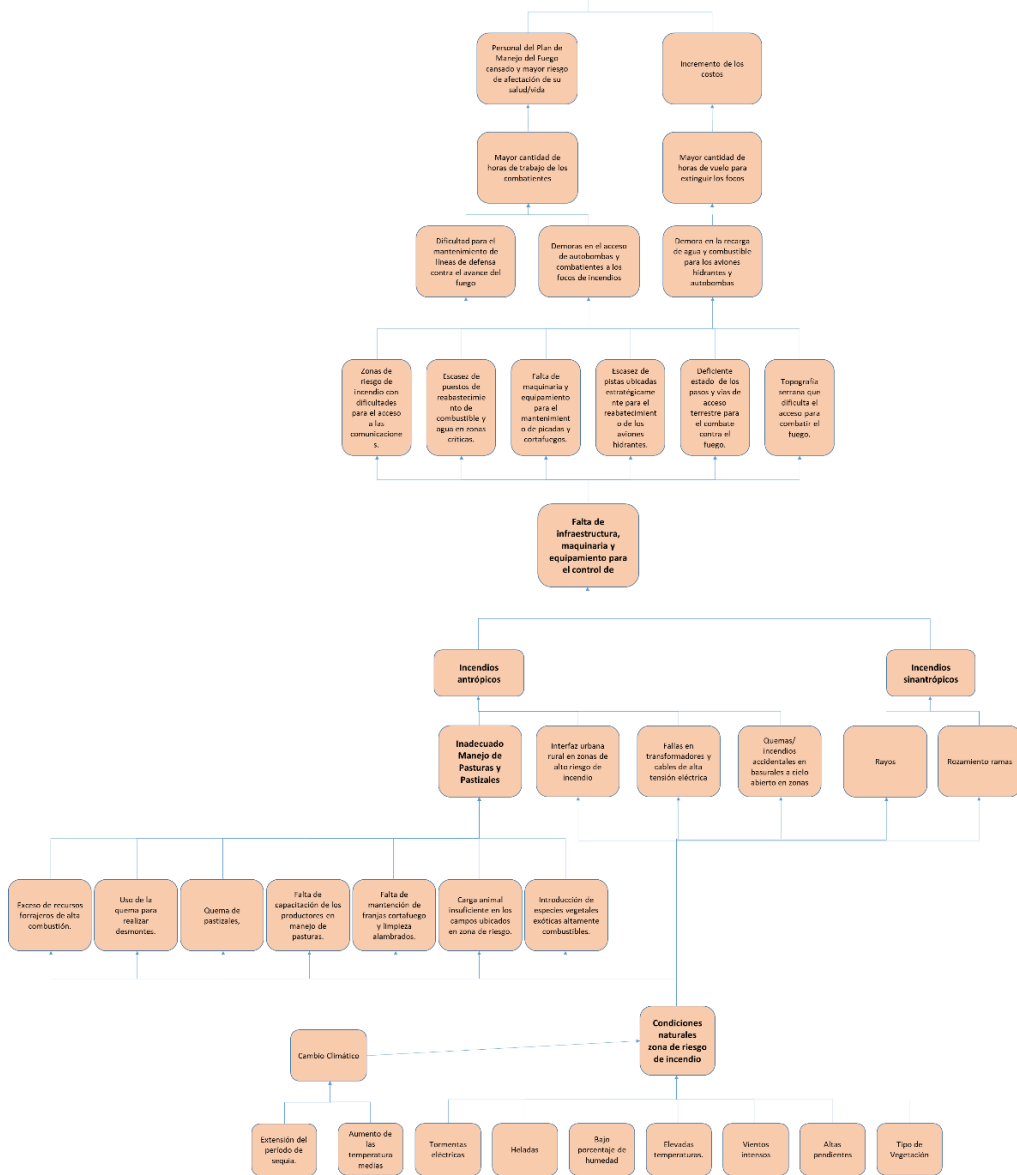 Personal del Plan de
Manejo del Fuego
cansado y mayor riesgo
de afectación de su
salud/vida
Incremento de los
costos
Mayor cantidad de
horas de trabajo de los
combatientes
Mayor cantidad de
horas de vuelo para
extinguir los focos
Dificultad para el
mantenimiento de
líneas de defensa
contra el avance del
fuego
Demoras en el acceso
de autobombas y
combatientes a los
focos de incendios
Demora en la recarga
de agua y combustible
para los aviones
hidrantes y
autobombas
Zonas de
riesgo de
incendio con
dificultades
para el acceso
a las
comunicacione
s.
Escasez de
puestos de
reabastecimie
nto de
combustible y
agua en zonas
críticas.
Falta de
maquinaria y
equipamiento
para el
mantenimient
o de picadas y
cortafuegos.
Escasez de
pistas ubicadas
estratégicame
nte para el
reabatecimient
o de los
aviones
hidrantes.
Deficiente
estado de los
pasos y vías de
acceso
terrestre para
el combate
contra el
fuego.
Topografía
serrana que
dificulta el
acceso para
combatir el
fuego.
Falta de
infraestructura,
maquinaria y
equipamiento para
el control de
Incendios
antrópicos
Incendios
sinantrópicos
Inadecuado
Manejo de
Pasturas y
Pastizales
Interfaz urbana
rural en zonas de
alto riesgo de
incendio
Fallas en
transformadores y
cables de alta
tensión eléctrica
Quemas/
incendios
accidentales en
basurales a cielo
abierto en zonas
Rayos
Rozamiento ramas
Exceso de recursos
forrajeros de alta
combustión.
Uso de la
quema para
realizar
desmontes.
Quema de
pastizales,
Falta de
capacitación de los
productores en
manejo de
pasturas.
Falta de
mantención de
franjas cortafuego
y limpieza
alambrados.
Carga animal
insuficiente en los
campos ubicados
en zona de riesgo.
Introducción de
especies vegetales
exóticas altamente
combustibles.
Condiciones
naturales
zona de riesgo
de incendio
Cambio Climático
Extensión del
período de
sequia.
Aumento de
las
temperatura
medias
Tormentas
eléctricas
Heladas
Bajo
porcentaje de
humedad
Elevadas
temperaturas.
Vientos
intensos
Altas
pendientes
Tipo de
Vegetación